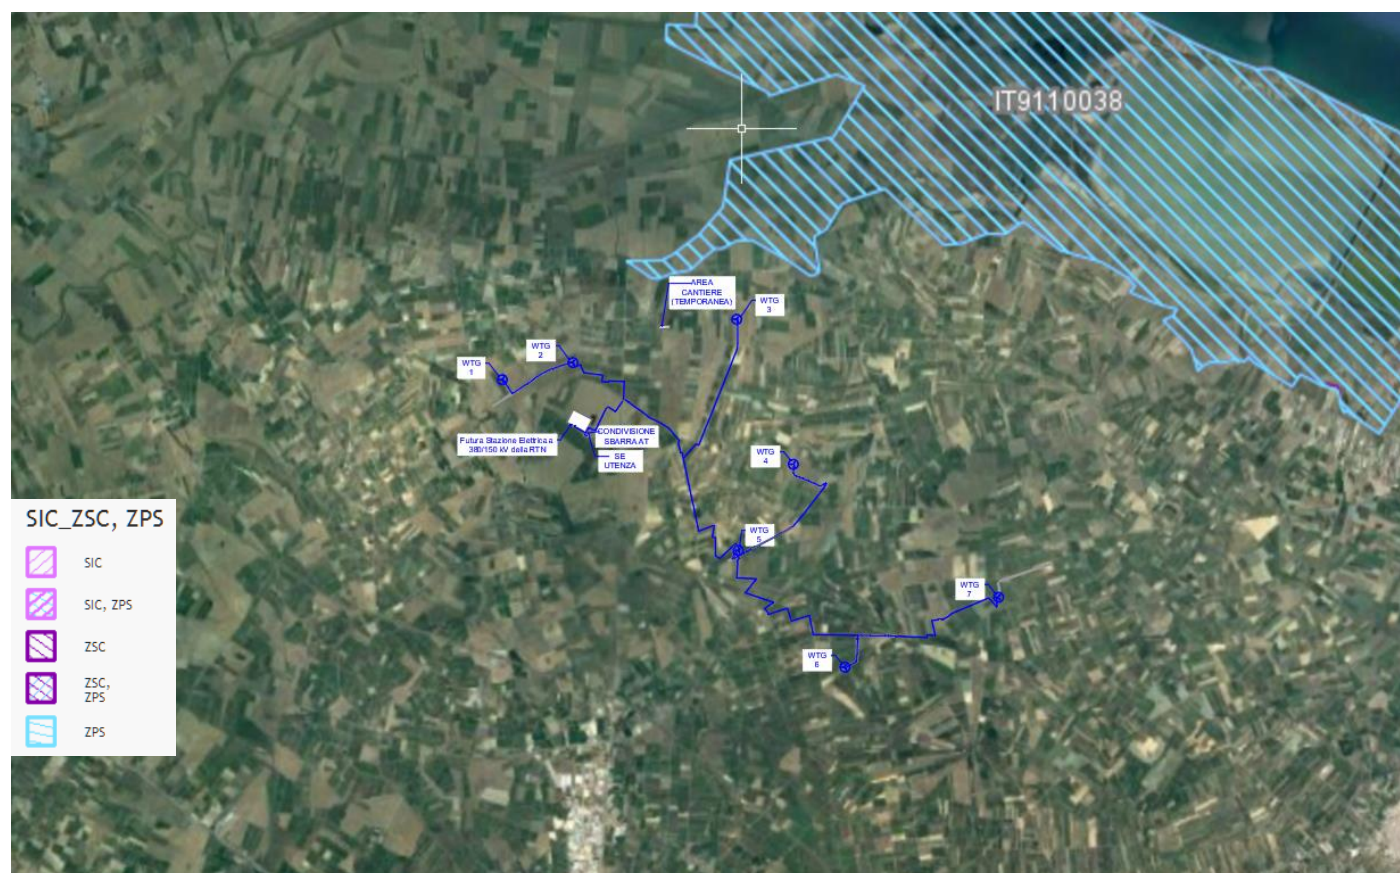 IT9110038
AREA
CANTIERE
(TEMPORANEA)
WTG
3
WTG
2
WTG
1
CONDIVISIONE
SBARRA AT
Futura Stazione Elettrica a
380/150 kV della RTN
SE
UTENZA
WTG
4
WTG
5
WTG
7
WTG
6
SIC_ZSC, ZPS
SIC
SIC, ZPS
ZSC
ZSC,
ZPS
ZPS